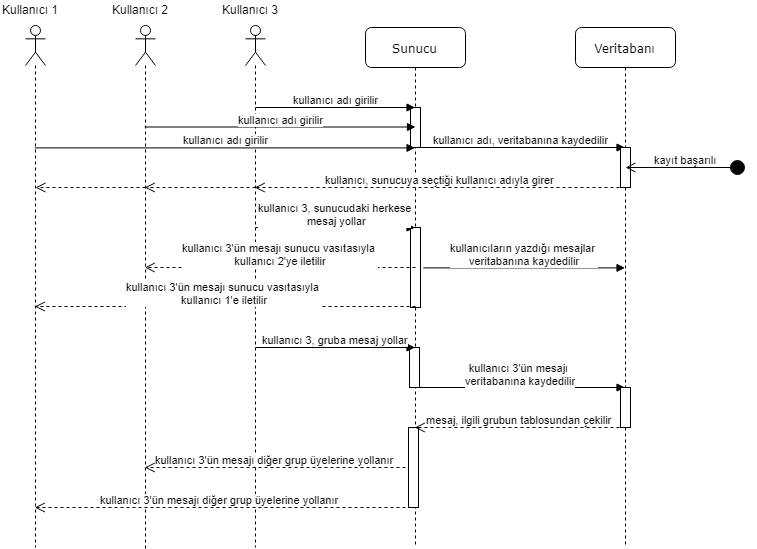 Kullanıcı 1
Kullanıcı 2
Kullanıcı 3
Sunucu
Veritabanı
kullanıcı adı girilir
kullanıcı adı girilir
kullanıcı adı girilir
kullanıcı adı, veritabanına kaydedilir
kayıt başarılı
kullanıcı, sunucuya seçtiği kullanıcı adıyla girer
kullanıcı 3, sunucudaki herkese
mesaj yollar
kullanıcı 3'ün mesajı sunucu vasıtasıyla
kullanıcı 2'ye iletilir
kullanıcıların yazdığı mesajlar
veritabanına kaydedilir
kullanıcı 3'ün mesajı sunucu vasıtasıyla
kullanıcı 1'e iletilir
kullanıcı 3, gruba mesaj yollar
kullanıcı 3'ün mesajı
veritabanına kaydedilir
mesaj, ilgili grubun tablosundan çekilir
kullanıcı 3'ün mesajı diğer grup üyelerine yollanır
kullanıcı 3'ün mesajı diğer grup üyelerine yollanır